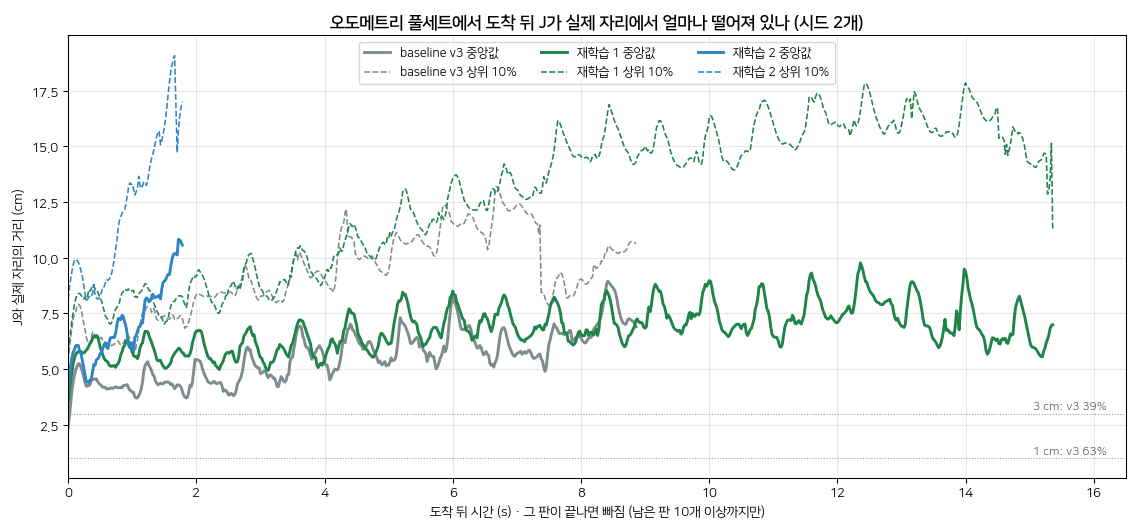 오도메트리 풀세트에서 도착 뒤 J가 실제 자리에서 얼마나 떨어져 있나 (시드 2개)
baseline v3 중앙값
baseline v3 상위 10%
재학습 1 중앙값
재학습 1 상위 10%
재학습 2 중앙값
재학습 2 상위 10%
J와 실제 자리의 거리 (cm)
17.5
15.0
12.5
10.0
7.5
5.0
2.5
3 cm: v3 39%
1 cm: v3 63%
0 2 4 6 8 10 12 14 16
도착 뒤 시간 (s) · 그 판이 끝나면 빠짐 (남은 판 10개 이상까지만)